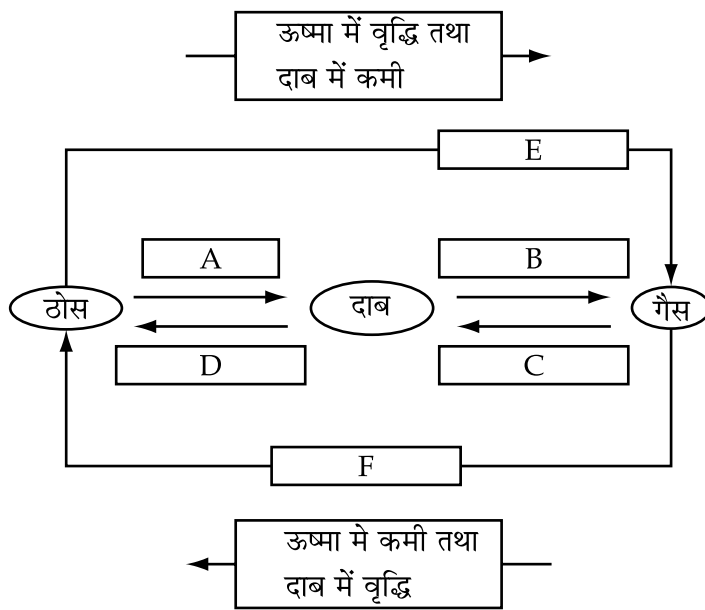 ऊष्मा में वृद्धि तथा
दाब में कमी
E
A
B
ठोस
दाब
गैस
D
C
F
ऊष्मा मे कमी तथा
दाब में वृद्धि